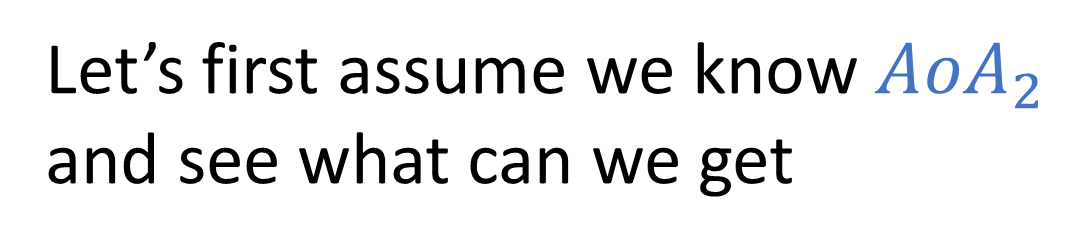 Let’s first assume we know AoA₂
and see what can we get